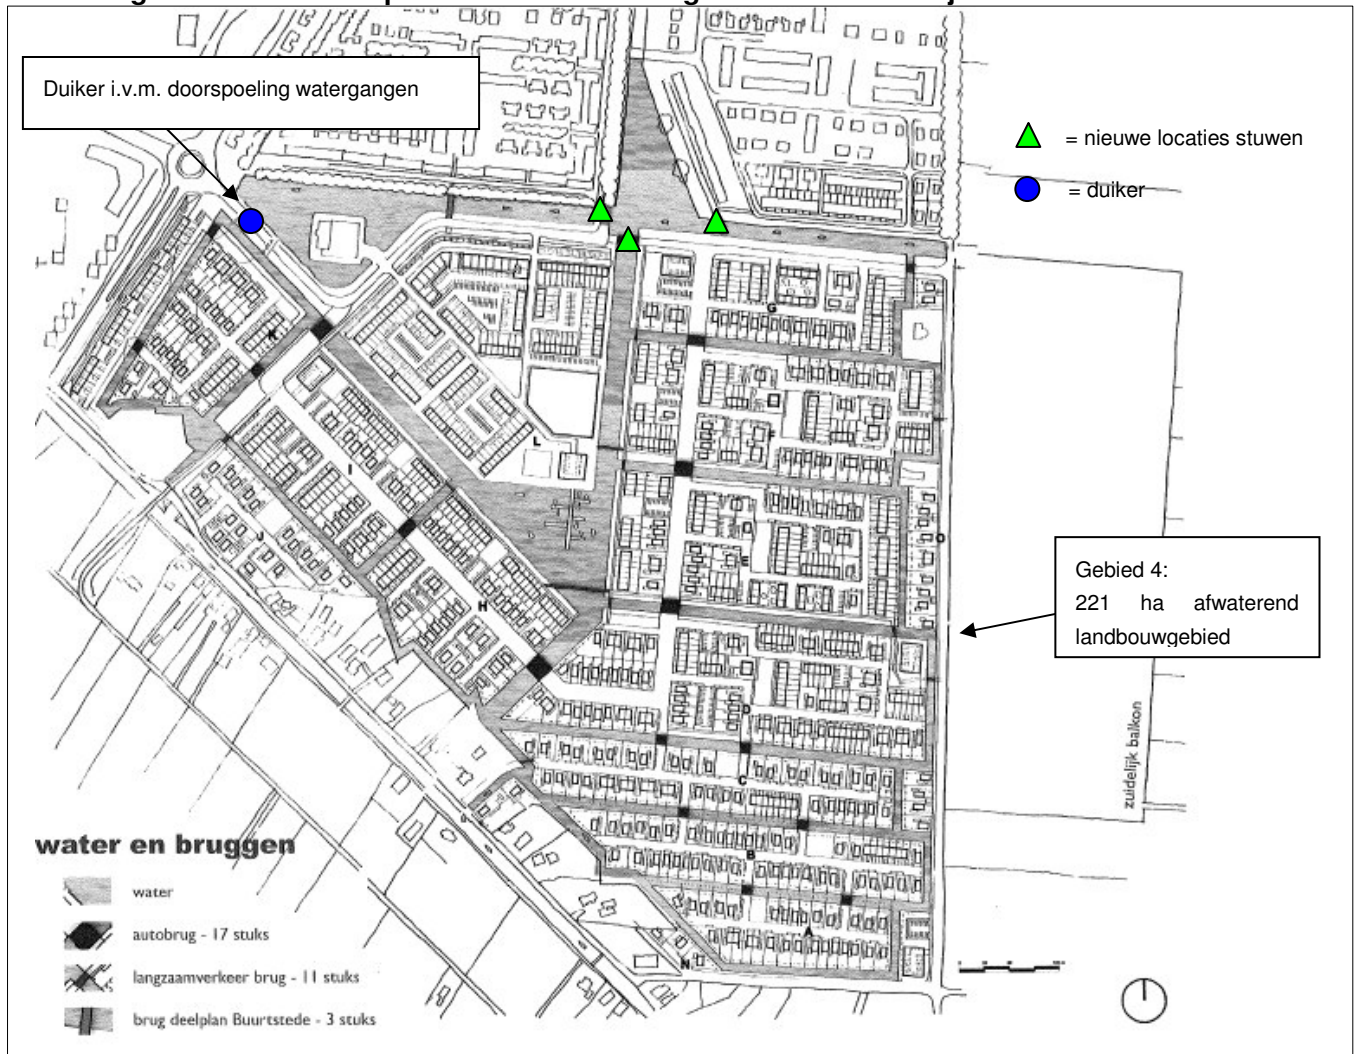 Duiker i.v.m. doorspoeling watergangen
= nieuwe locaties stuwen
= duiker
G
K
F
L
I
J
E
O
H
Gebied 4:
221 ha afwaterend
landbouwgebied
D
C
zuidelijk balkon
B
A
N
water en bruggen
water
autobrug - 17 stuks
langzaamverkeer brug - 11 stuks
brug deelplan Buurtstede - 3 stuks